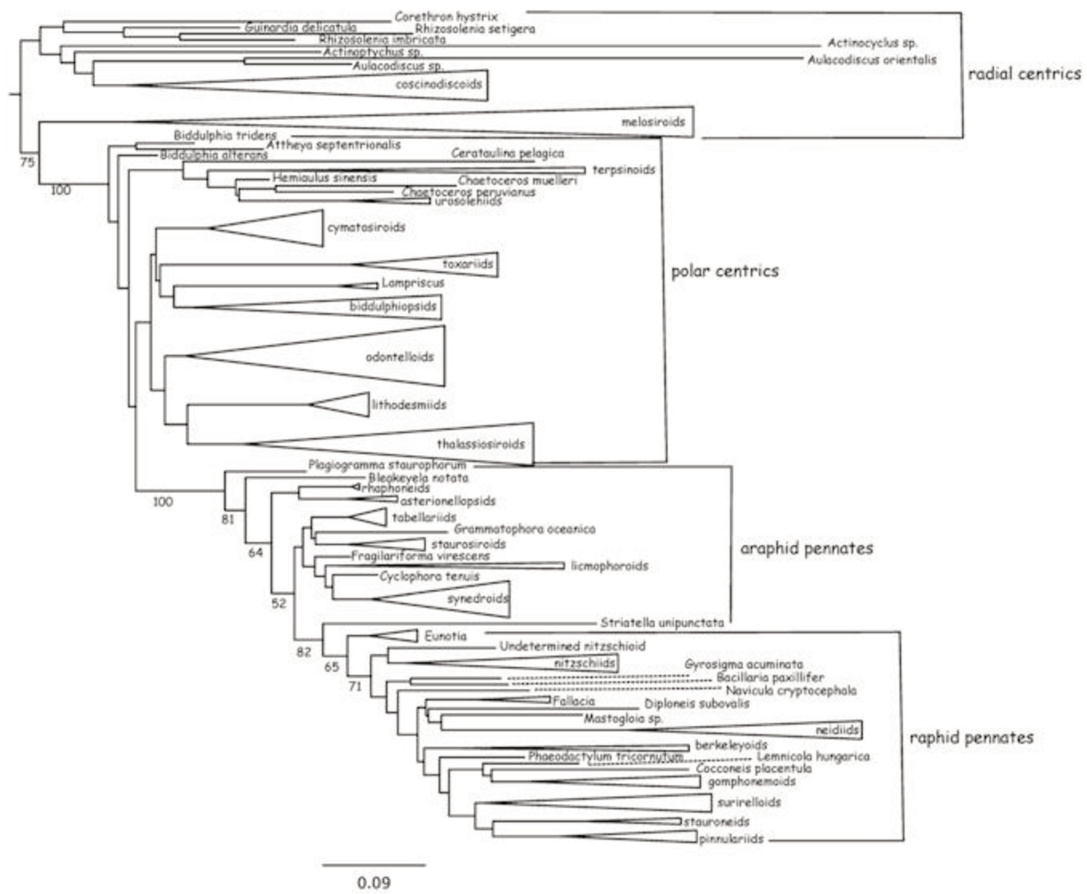 Corethron hystrix
Guinardia delicatula
Rhizosolenia setigera
Rhizosolenia imbricata
Actinocyclus sp.
Actinoptychus sp.
Aulacodiscus orientalis
Aulacodiscus sp.
radial centrics
coscinodiscoids
melosiroids
Biddulphia tridens
Attheya septentrionalis
75
Biddulphia alterans
Cerataulina pelagica
terpsinoids
Hemiaulus sinensis
Chaetoceros muelleri
100
Chaetoceros peruvianus
urosoleniids
cymatosiroids
toxariids
polar centrics
Lampriscus
biddulphiopsids
odontelloids
lithodesmiids
thalassiosiroids
Plagiogramma staurophorum
Bleakeyela notata
rhaphoneids
100
asterionellopsids
81
tabellariids
Grammatophora oceanica
staurosiroids
araphid pennates
64
Fragilariforma virescens
licmophoroids
Cyclophora tenuis
synedroids
52
Striatella unipunctata
Eunotia
82
Undetermined nitzschioid
65
nitzschiids
Gyrosigma acuminata
Bacillaria paxillifer
71
Navicula cryptocephala
Fallacia
Diploneis subovalis
Mastogloia sp.
neidiids
raphid pennates
berkeleyoids
Phaeodactylum tricornutum
Lemnicola hungarica
Cocconeis placentula
gomphonemoids
surirelloids
stauroneids
pinnulariids
0.09